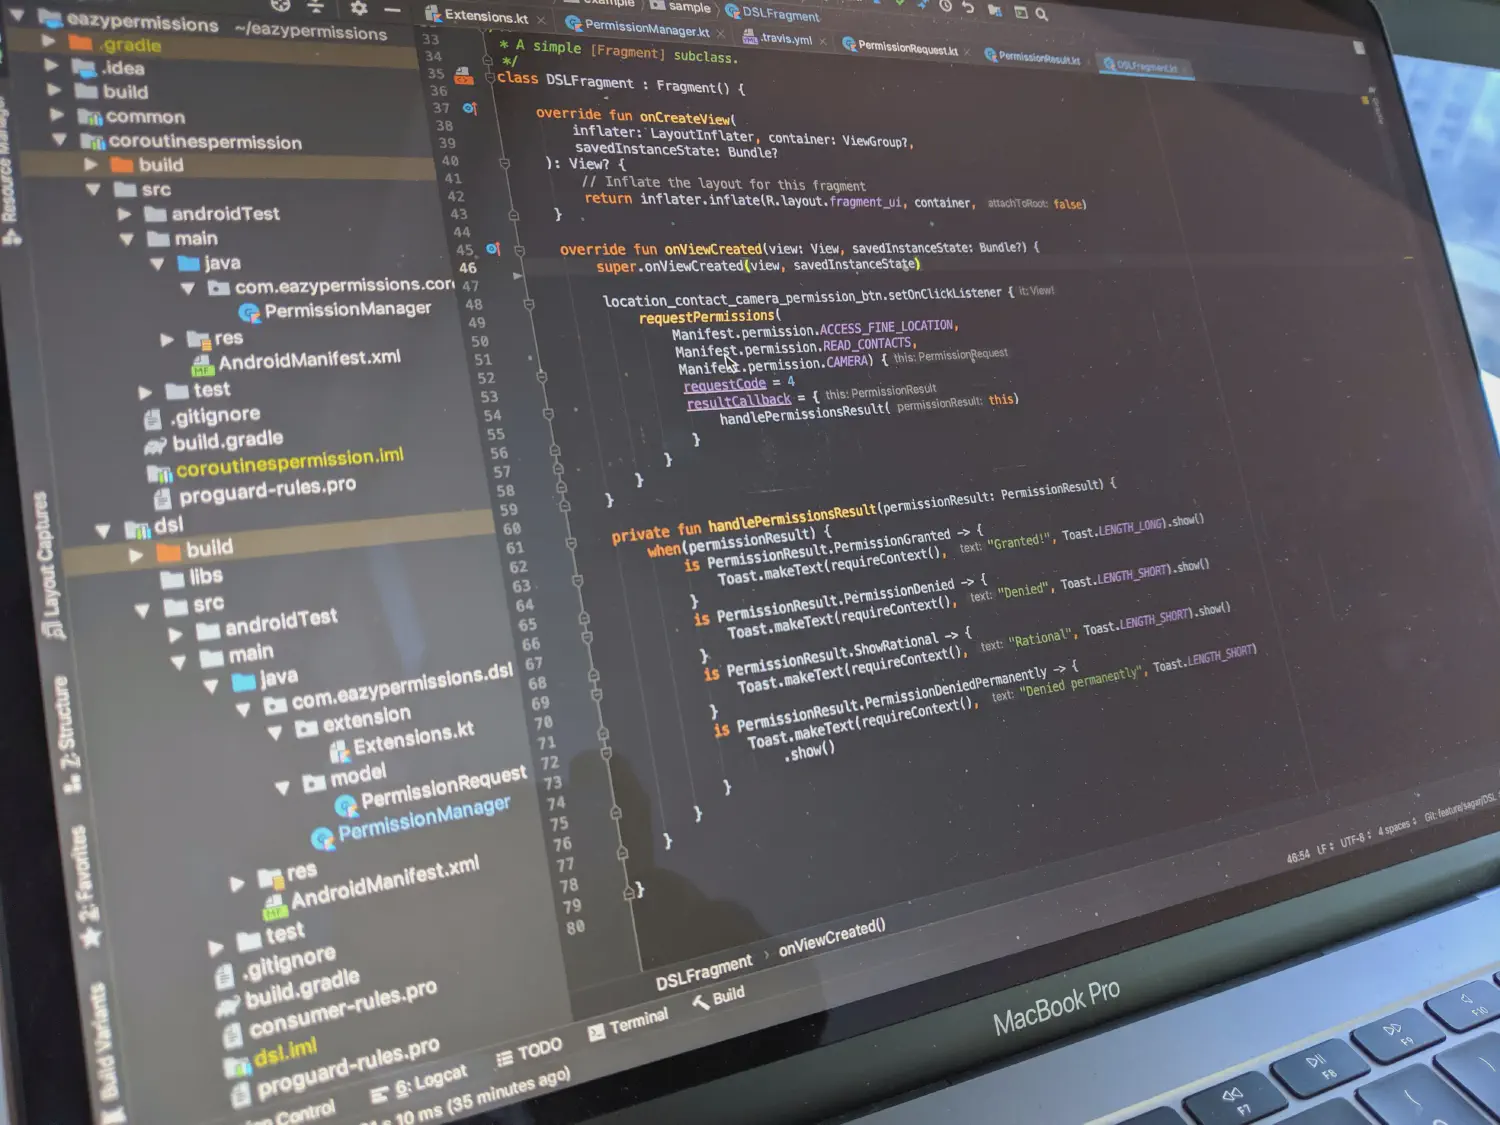 eazypermissions ~/eazypermissions
.gradle
.idea
build
common
coroutinespermission
build
src
androidTest
main
java
com.eazypermissions.cor
PermissionManager
res
AndroidManifest.xml
test
.gitignore
build.gradle
coroutinespermission.iml
proguard-rules.pro
dsl
build
libs
src
androidTest
main
java
com.eazypermissions.dsl
extension
Extensions.kt
model
PermissionRequest
PermissionManager
res
AndroidManifest.xml
test
.gitignore
build.gradle
consumer-rules.pro
dsl.iml
proguard-rules.pro
Layout Captures
Z: Structure
2: Favorites
Build Variants
sample DSLFragment
Extensions.kt PermissionManager.kt .travis.yml PermissionRequest.kt PermissionResult.kt DSLFragment.kt
33
34 * A simple [Fragment] subclass.
35 */
36 class DSLFragment : Fragment() {
37
38 override fun onCreateView(
39 inflater: LayoutInflater, container: ViewGroup?,
40 savedInstanceState: Bundle?
41 ): View? {
42 // Inflate the layout for this fragment
43 return inflater.inflate(R.layout.fragment_ui, container, attachToRoot: false)
44 }
45
46 override fun onViewCreated(view: View, savedInstanceState: Bundle?) {
47 super.onViewCreated(view, savedInstanceState)
48
49 location_contact_camera_permission_btn.setOnClickListener { it: View!
50 requestPermissions(
51 Manifest.permission.ACCESS_FINE_LOCATION,
52 Manifest.permission.READ_CONTACTS,
53 Manifest.permission.CAMERA) { this: PermissionRequest
54 requestCode = 4
55 resultCallback = { this: PermissionResult
56 handlePermissionsResult( permissionResult: this)
57 }
58 }
59 }
60 }
61
62 private fun handlePermissionsResult(permissionResult: PermissionResult) {
63 when(permissionResult) {
64 is PermissionResult.PermissionGranted -> {
65 Toast.makeText(requireContext(), text: "Granted!", Toast.LENGTH_LONG).show()
66 }
67 is PermissionResult.PermissionDenied -> {
68 Toast.makeText(requireContext(), text: "Denied", Toast.LENGTH_SHORT).show()
69 }
70 is PermissionResult.ShowRational -> {
71 Toast.makeText(requireContext(), text: "Rational", Toast.LENGTH_SHORT).show()
72 }
73 is PermissionResult.PermissionDeniedPermanently -> {
74 Toast.makeText(requireContext(), text: "Denied permanently", Toast.LENGTH_SHORT)
75 .show()
76 }
77 }
78 }
79 }
80
DSLFragment > onViewCreated()
46:54 LF UTF-8 4 spaces Git: feature/sagar/DSL
6: Logcat TODO Terminal Build
10 ms (35 minutes ago)
MacBook Pro
F7 F8 F9 F10